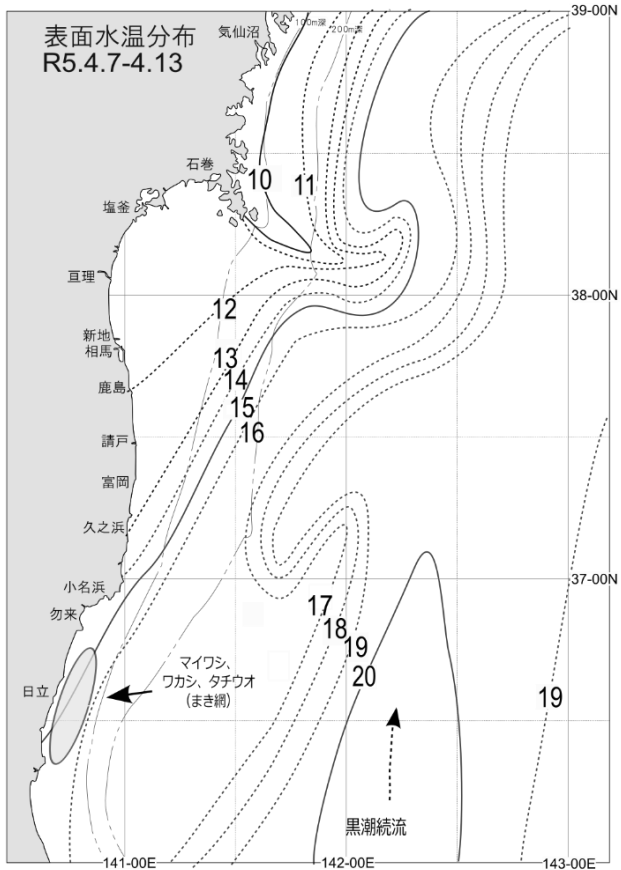 表面水温分布
R5.4.7-4.13
気仙沼
100m深
200m深
39-00N
石巻
10
11
塩釜
亘理
38-00N
12
新地
相馬
13
14
鹿島
15
16
請戸
富岡
久之浜
小名浜
37-00N
勿来
17
18
19
20
19
日立
マイワシ、
ワカシ、タチウオ
(まき網)
黒潮続流
141-00E
142-00E
143-00E